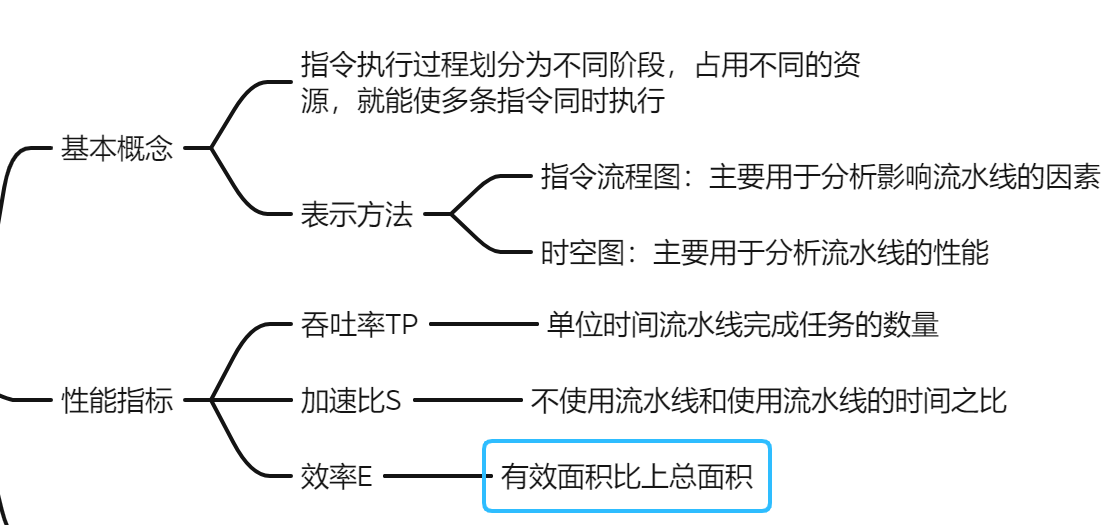 指令执行过程划分为不同阶段，占用不同的资
源，就能使多条指令同时执行
基本概念
指令流程图：主要用于分析影响流水线的因素
表示方法
时空图：主要用于分析流水线的性能
吞吐率TP
单位时间流水线完成任务的数量
性能指标
加速比S
不使用流水线和使用流水线的时间之比
效率E
有效面积比上总面积